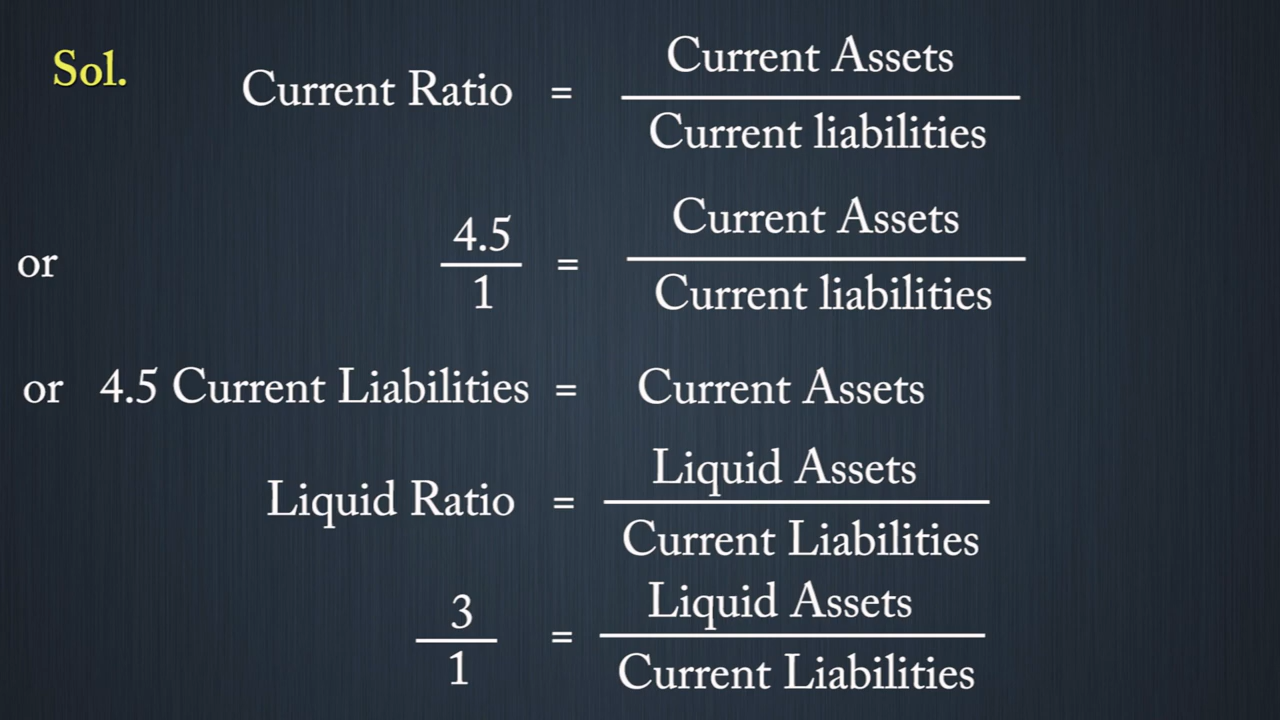 Sol.
Current Ratio = Current Assets
Current liabilities
or 4.5 = Current Assets
1 Current liabilities
or 4.5 Current Liabilities = Current Assets
Liquid Ratio = Liquid Assets
Current Liabilities
3 = Liquid Assets
1 Current Liabilities